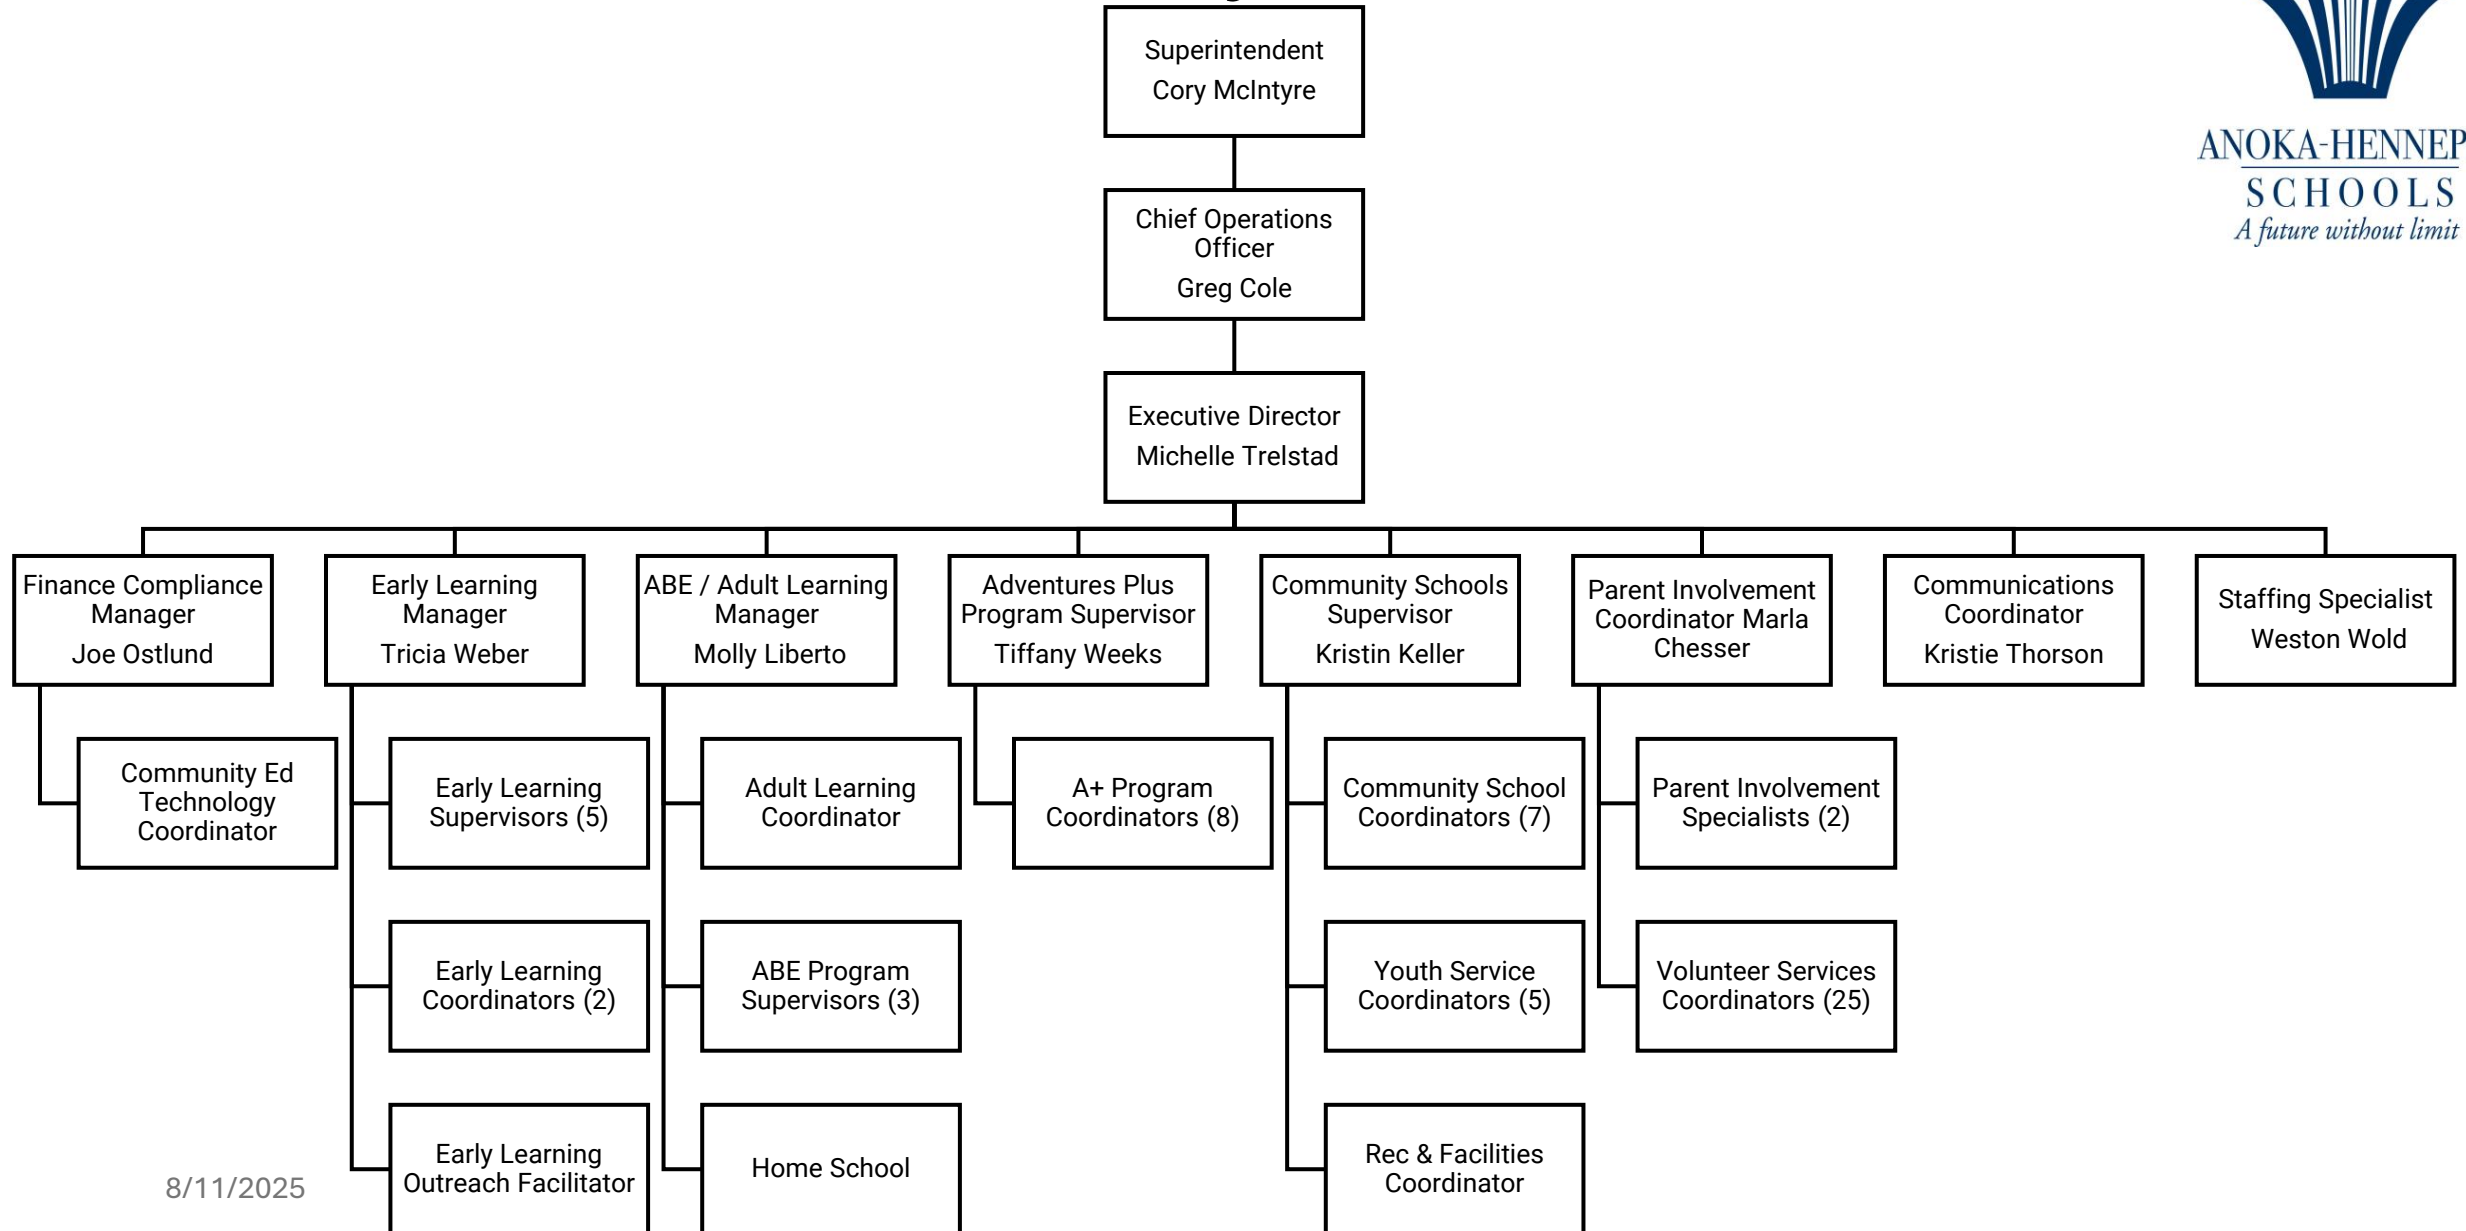 Superintendent
Cory McIntyre
ANOKA-HENNEP
SCHOOLS
A future without limit
Chief Operations
Officer
Greg Cole
Executive Director
Michelle Trelstad
Finance Compliance
Manager
Joe Ostlund
Early Learning
Manager
Tricia Weber
ABE / Adult Learning
Manager
Molly Liberto
Adventures Plus
Program Supervisor
Tiffany Weeks
Community Schools
Supervisor
Kristin Keller
Parent Involvement
Coordinator Marla
Chesser
Communications
Coordinator
Kristie Thorson
Staffing Specialist
Weston Wold
Community Ed
Technology
Coordinator
Early Learning
Supervisors (5)
Adult Learning
Coordinator
A+ Program
Coordinators (8)
Community School
Coordinators (7)
Parent Involvement
Specialists (2)
Early Learning
Coordinators (2)
ABE Program
Supervisors (3)
Youth Service
Coordinators (5)
Volunteer Services
Coordinators (25)
Early Learning
Outreach Facilitator
Home School
Rec & Facilities
Coordinator
8/11/2025